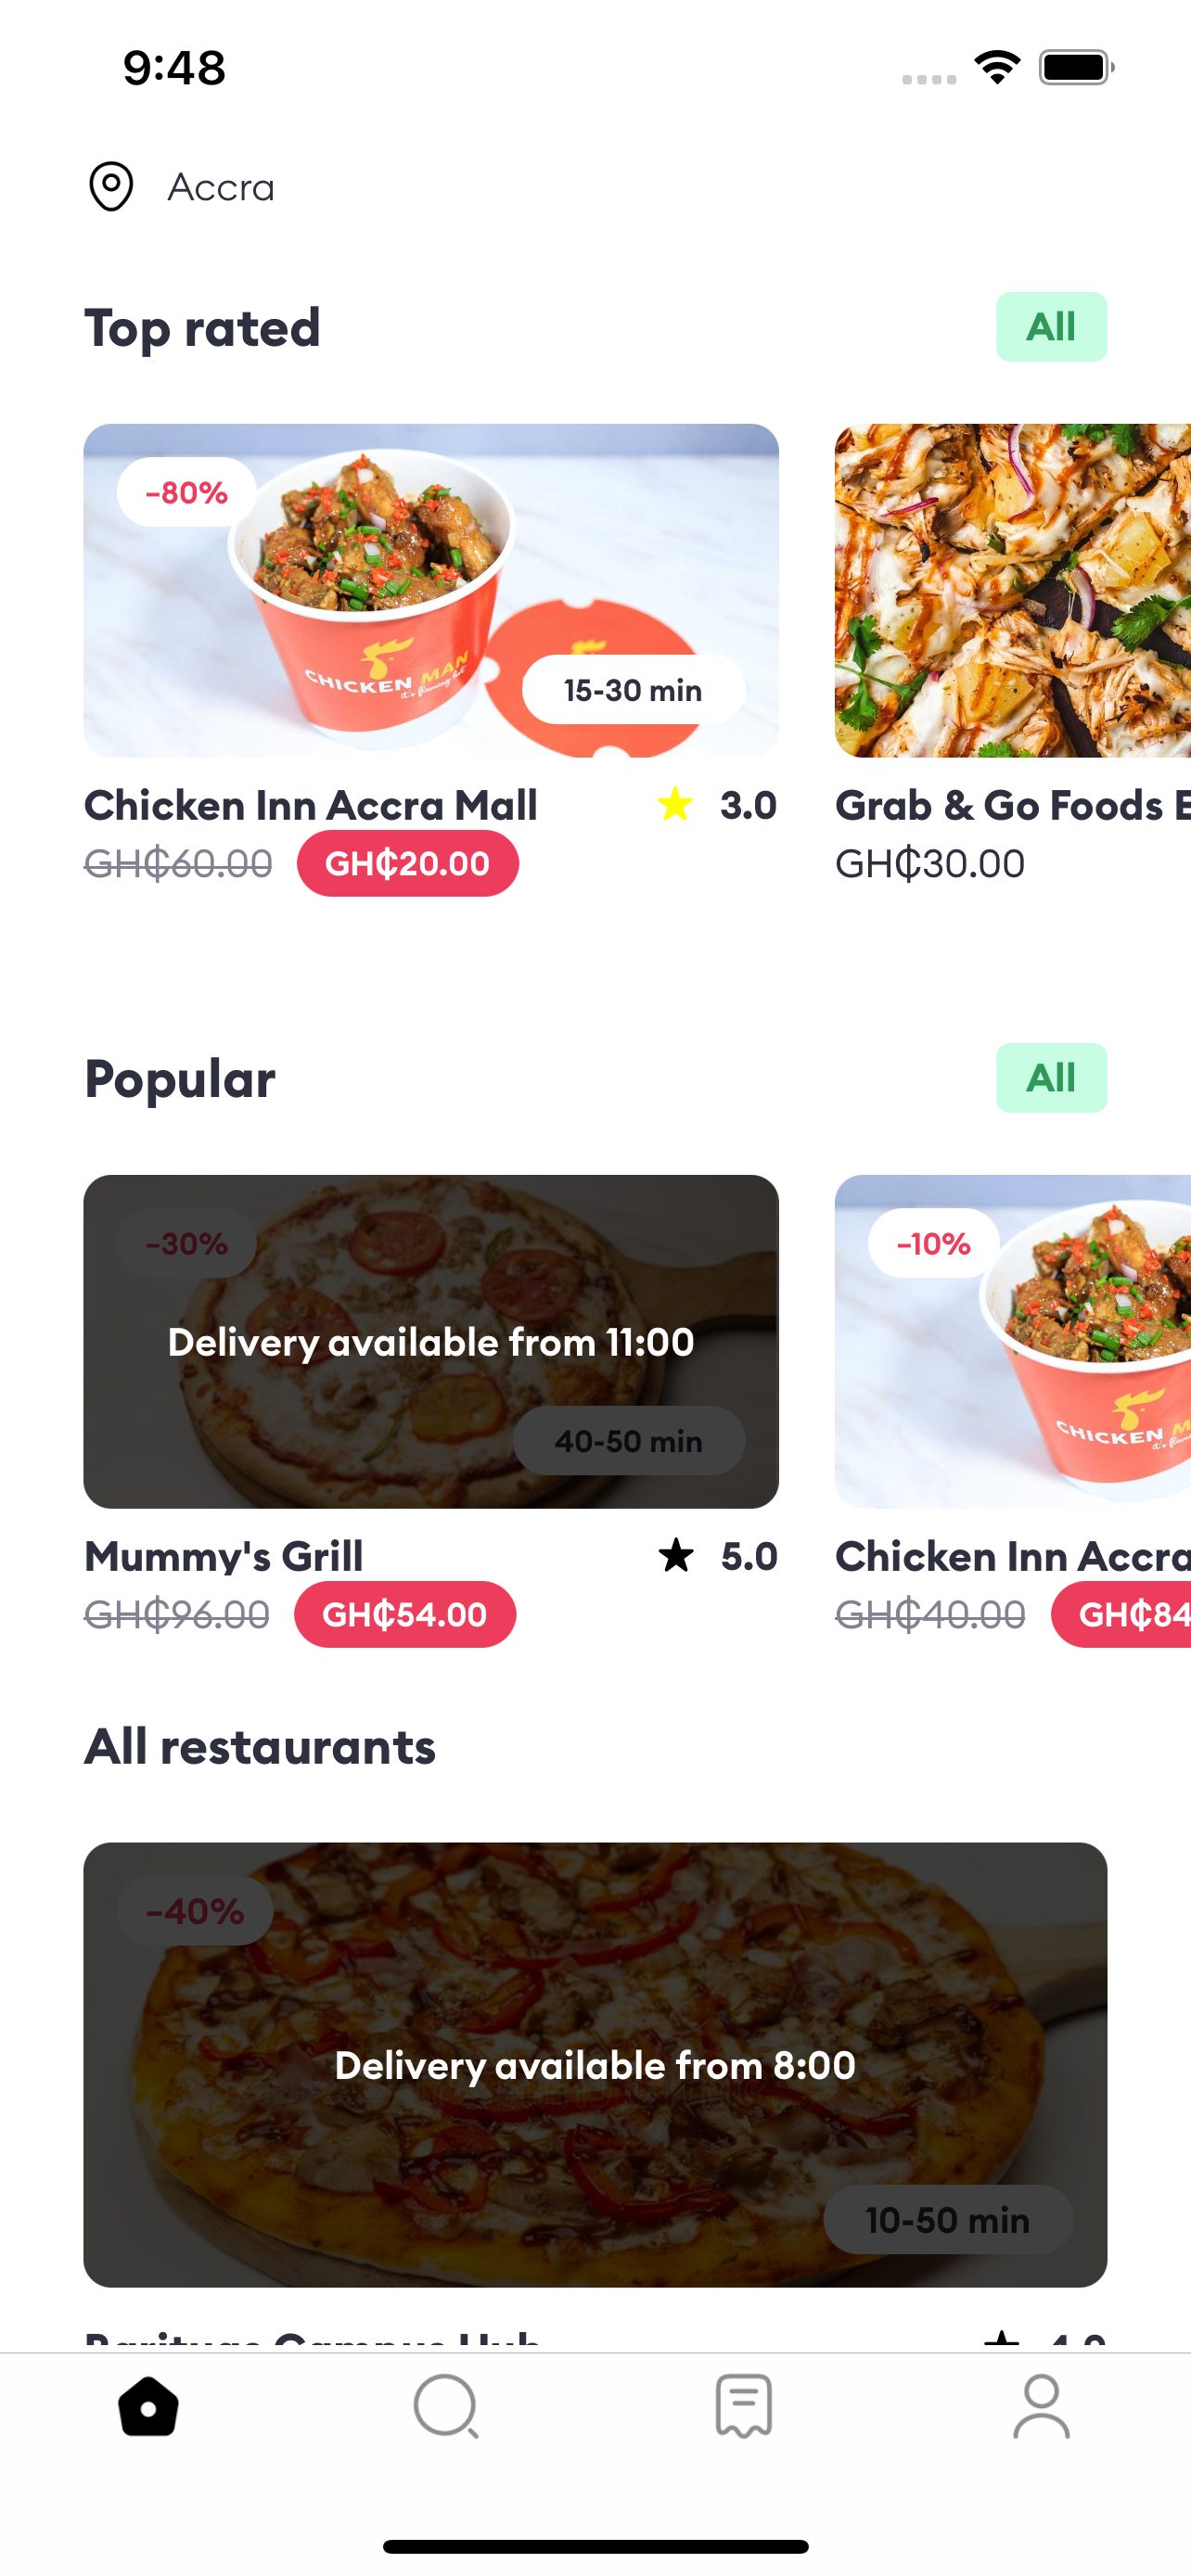 9:48
Accra
Top rated
All
-80%
CHICKEN MAN
it's flaming hot
15-30 min
Chicken Inn Accra Mall
3.0
GH₵60.00
GH₵20.00
Grab & Go Foods E
GH₵30.00
Popular
All
-30%
Delivery available from 11:00
40-50 min
-10%
CHICKEN M
Mummy's Grill
5.0
GH₵96.00
GH₵54.00
Chicken Inn Accra
GH₵40.00
GH₵84
All restaurants
-40%
Delivery available from 8:00
10-50 min